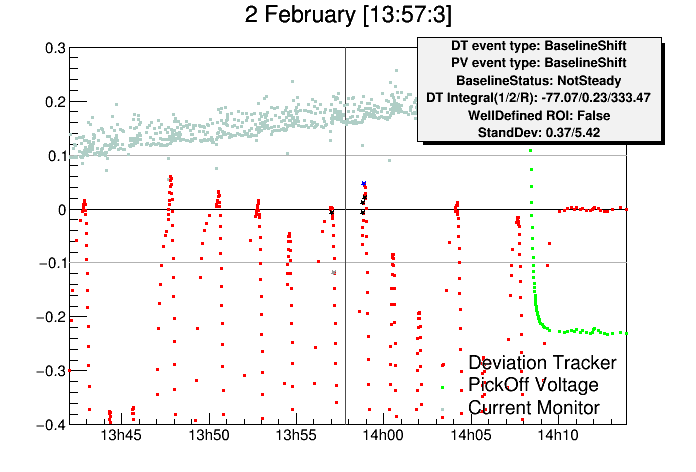 2 February [13:57:3]
DT event type: BaselineShift
PV event type: BaselineShift
BaselineStatus: NotSteady
DT Integral(1/2/R): -77.07/0.23/333.47
WellDefined ROI: False
StandDev: 0.37/5.42
0.3
0.2
0.1
0
−0.1
−0.2
−0.3
−0.4
Deviation Tracker
PickOff Voltage
Current Monitor
13h45 13h50 13h55 14h00 14h05 14h10